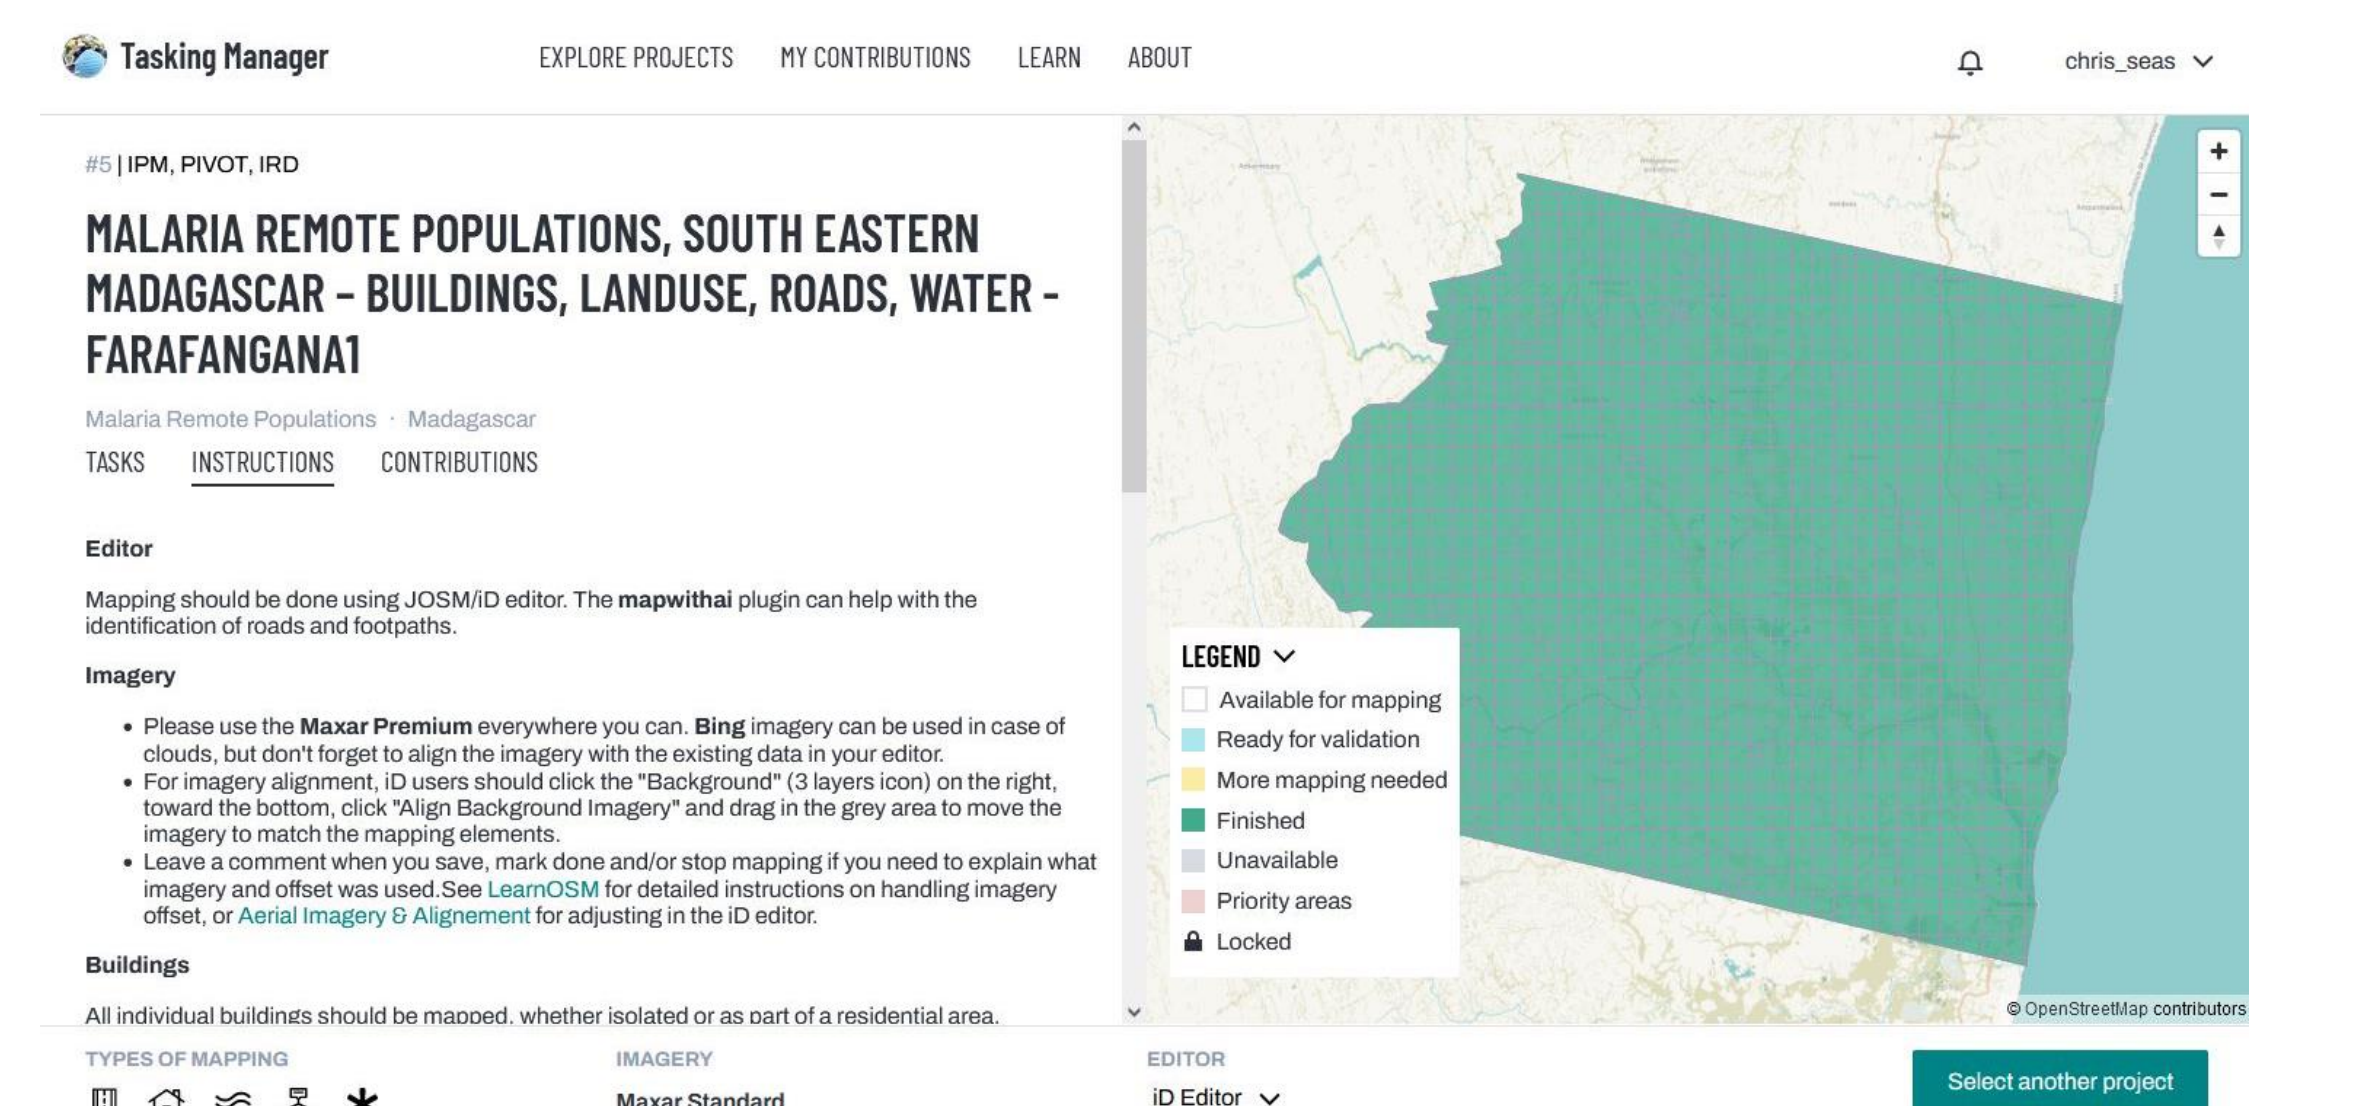 Tasking Manager
EXPLORE PROJECTS
MY CONTRIBUTIONS
LEARN
ABOUT
chris_seas
#5 | IPM, PIVOT, IRD
MALARIA REMOTE POPULATIONS, SOUTH EASTERN
MADAGASCAR – BUILDINGS, LANDUSE, ROADS, WATER -
FARAFANGANA1
Malaria Remote Populations · Madagascar
TASKS
INSTRUCTIONS
CONTRIBUTIONS
Editor
Mapping should be done using JOSM/iD editor. The mapwithai plugin can help with the
identification of roads and footpaths.
Imagery
• Please use the Maxar Premium everywhere you can. Bing imagery can be used in case of
clouds, but don't forget to align the imagery with the existing data in your editor.
• For imagery alignment, iD users should click the "Background" (3 layers icon) on the right,
toward the bottom, click "Align Background Imagery" and drag in the grey area to move the
imagery to match the mapping elements.
• Leave a comment when you save, mark done and/or stop mapping if you need to explain what
imagery and offset was used.See LearnOSM for detailed instructions on handling imagery
offset, or Aerial Imagery & Alignement for adjusting in the iD editor.
Buildings
All individual buildings should be mapped, whether isolated or as part of a residential area.
LEGEND
Available for mapping
Ready for validation
More mapping needed
Finished
Unavailable
Priority areas
Locked
© OpenStreetMap contributors
TYPES OF MAPPING
IMAGERY
Maxar Standard
EDITOR
iD Editor
Select another project